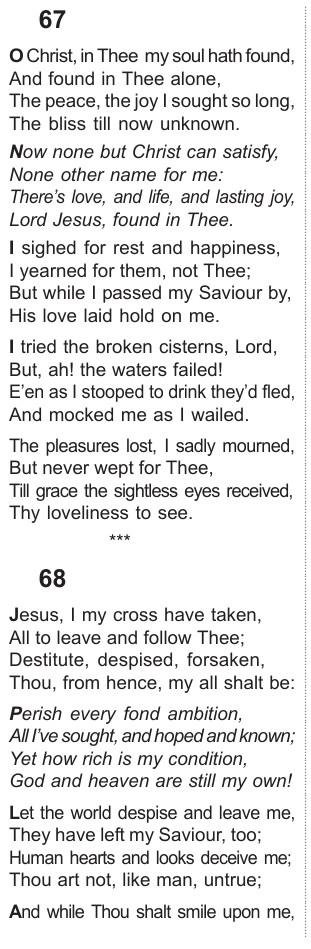 67
O Christ, in Thee my soul hath found,
And found in Thee alone,
The peace, the joy I sought so long,
The bliss till now unknown.
Now none but Christ can satisfy,
None other name for me:
There's love, and life, and lasting joy,
Lord Jesus, found in Thee.
I sighed for rest and happiness,
I yearned for them, not Thee;
But while I passed my Saviour by,
His love laid hold on me.
I tried the broken cisterns, Lord,
But, ah! the waters failed!
E'en as I stooped to drink they'd fled,
And mocked me as I wailed.
The pleasures lost, I sadly mourned,
But never wept for Thee,
Till grace the sightless eyes received,
Thy loveliness to see.
***
68
Jesus, I my cross have taken,
All to leave and follow Thee;
Destitute, despised, forsaken,
Thou, from hence, my all shalt be:
Perish every fond ambition,
All I've sought, and hoped and known;
Yet how rich is my condition,
God and heaven are still my own!
Let the world despise and leave me,
They have left my Saviour, too;
Human hearts and looks deceive me;
Thou art not, like man, untrue;
And while Thou shalt smile upon me,